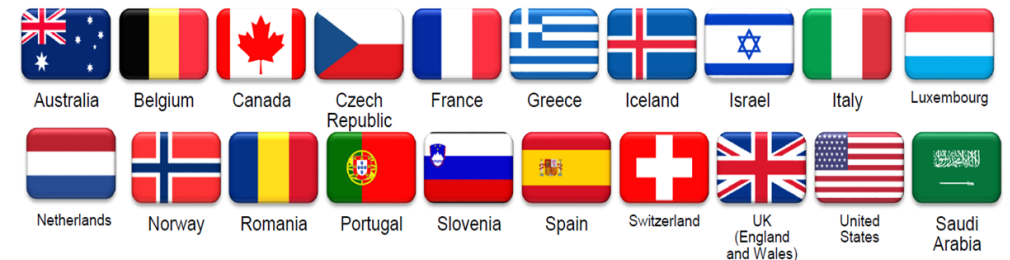 Australia
Belgium
Canada
Czech
Republic
France
Greece
Iceland
Israel
Italy
Luxembourg
Netherlands
Norway
Romania
Portugal
Slovenia
Spain
Switzerland
UK
(England
and Wales)
United
States
Saudi
Arabia